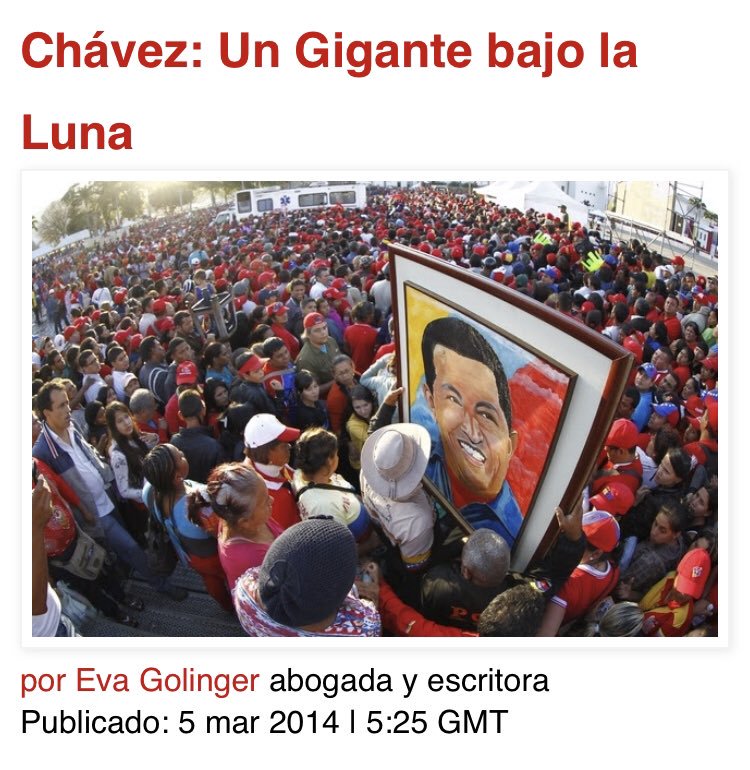 Chávez: Un Gigante bajo la
Luna
por Eva Golinger abogada y escritora
Publicado: 5 mar 2014 | 5:25 GMT